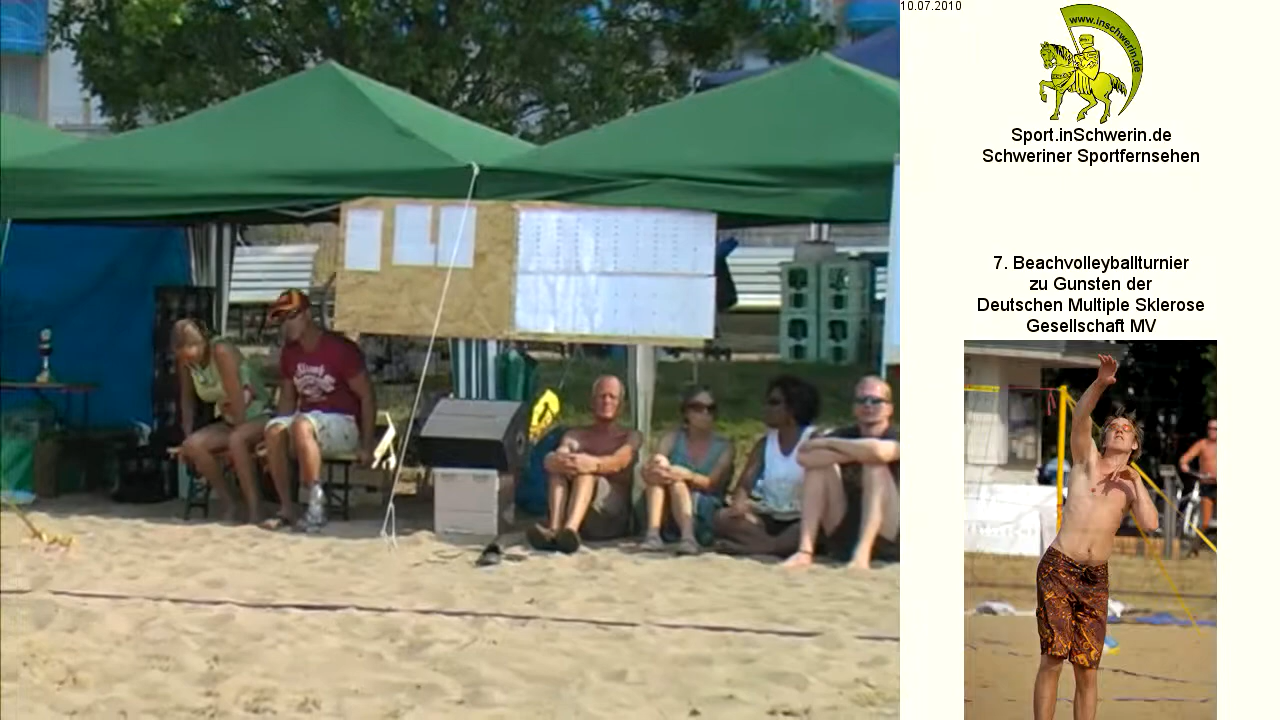 10.07.2010
www.inschwerin.de
Sport.inSchwerin.de
Schweriner Sportfernsehen
7. Beachvolleyballturnier
zu Gunsten der
Deutschen Multiple Sklerose
Gesellschaft MV